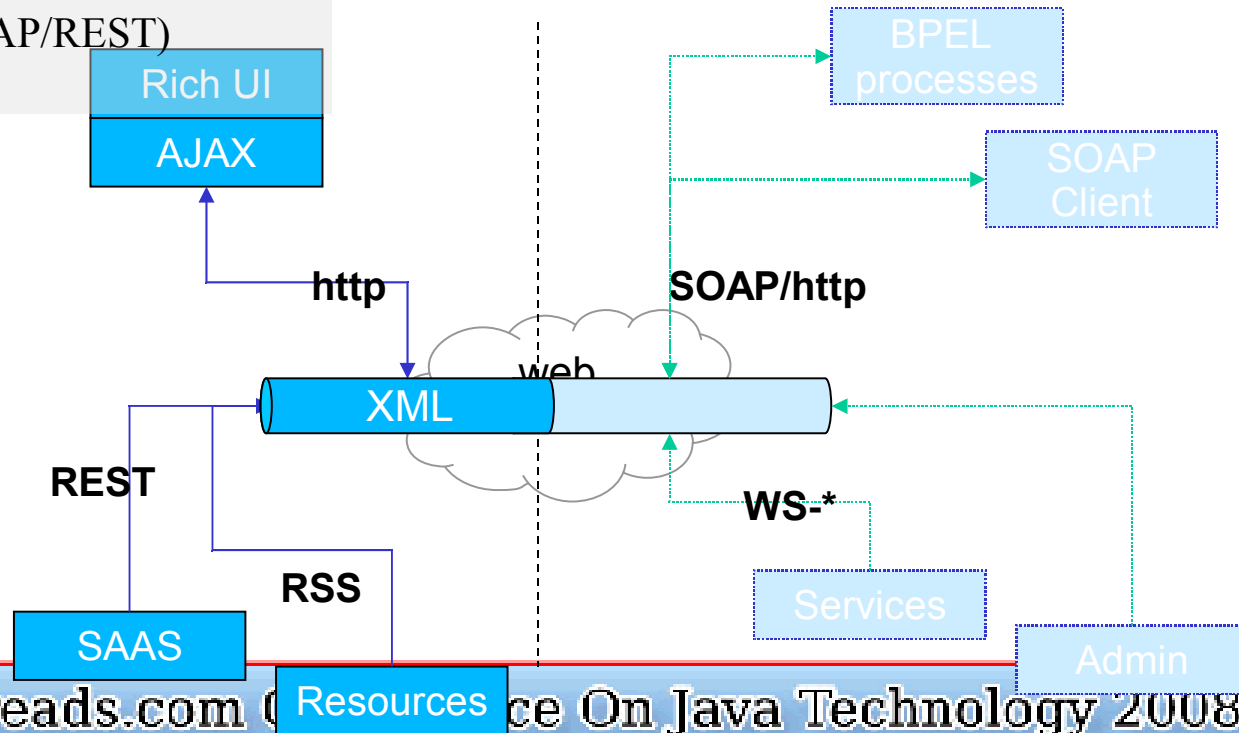 AP/REST)
Rich UI
AJAX
BPEL
processes
SOAP
Client
http
SOAP/http
web
XML
REST
WS-*
RSS
Services
SAAS
Admin
Resources
eads.com ce On Java Technology 2008